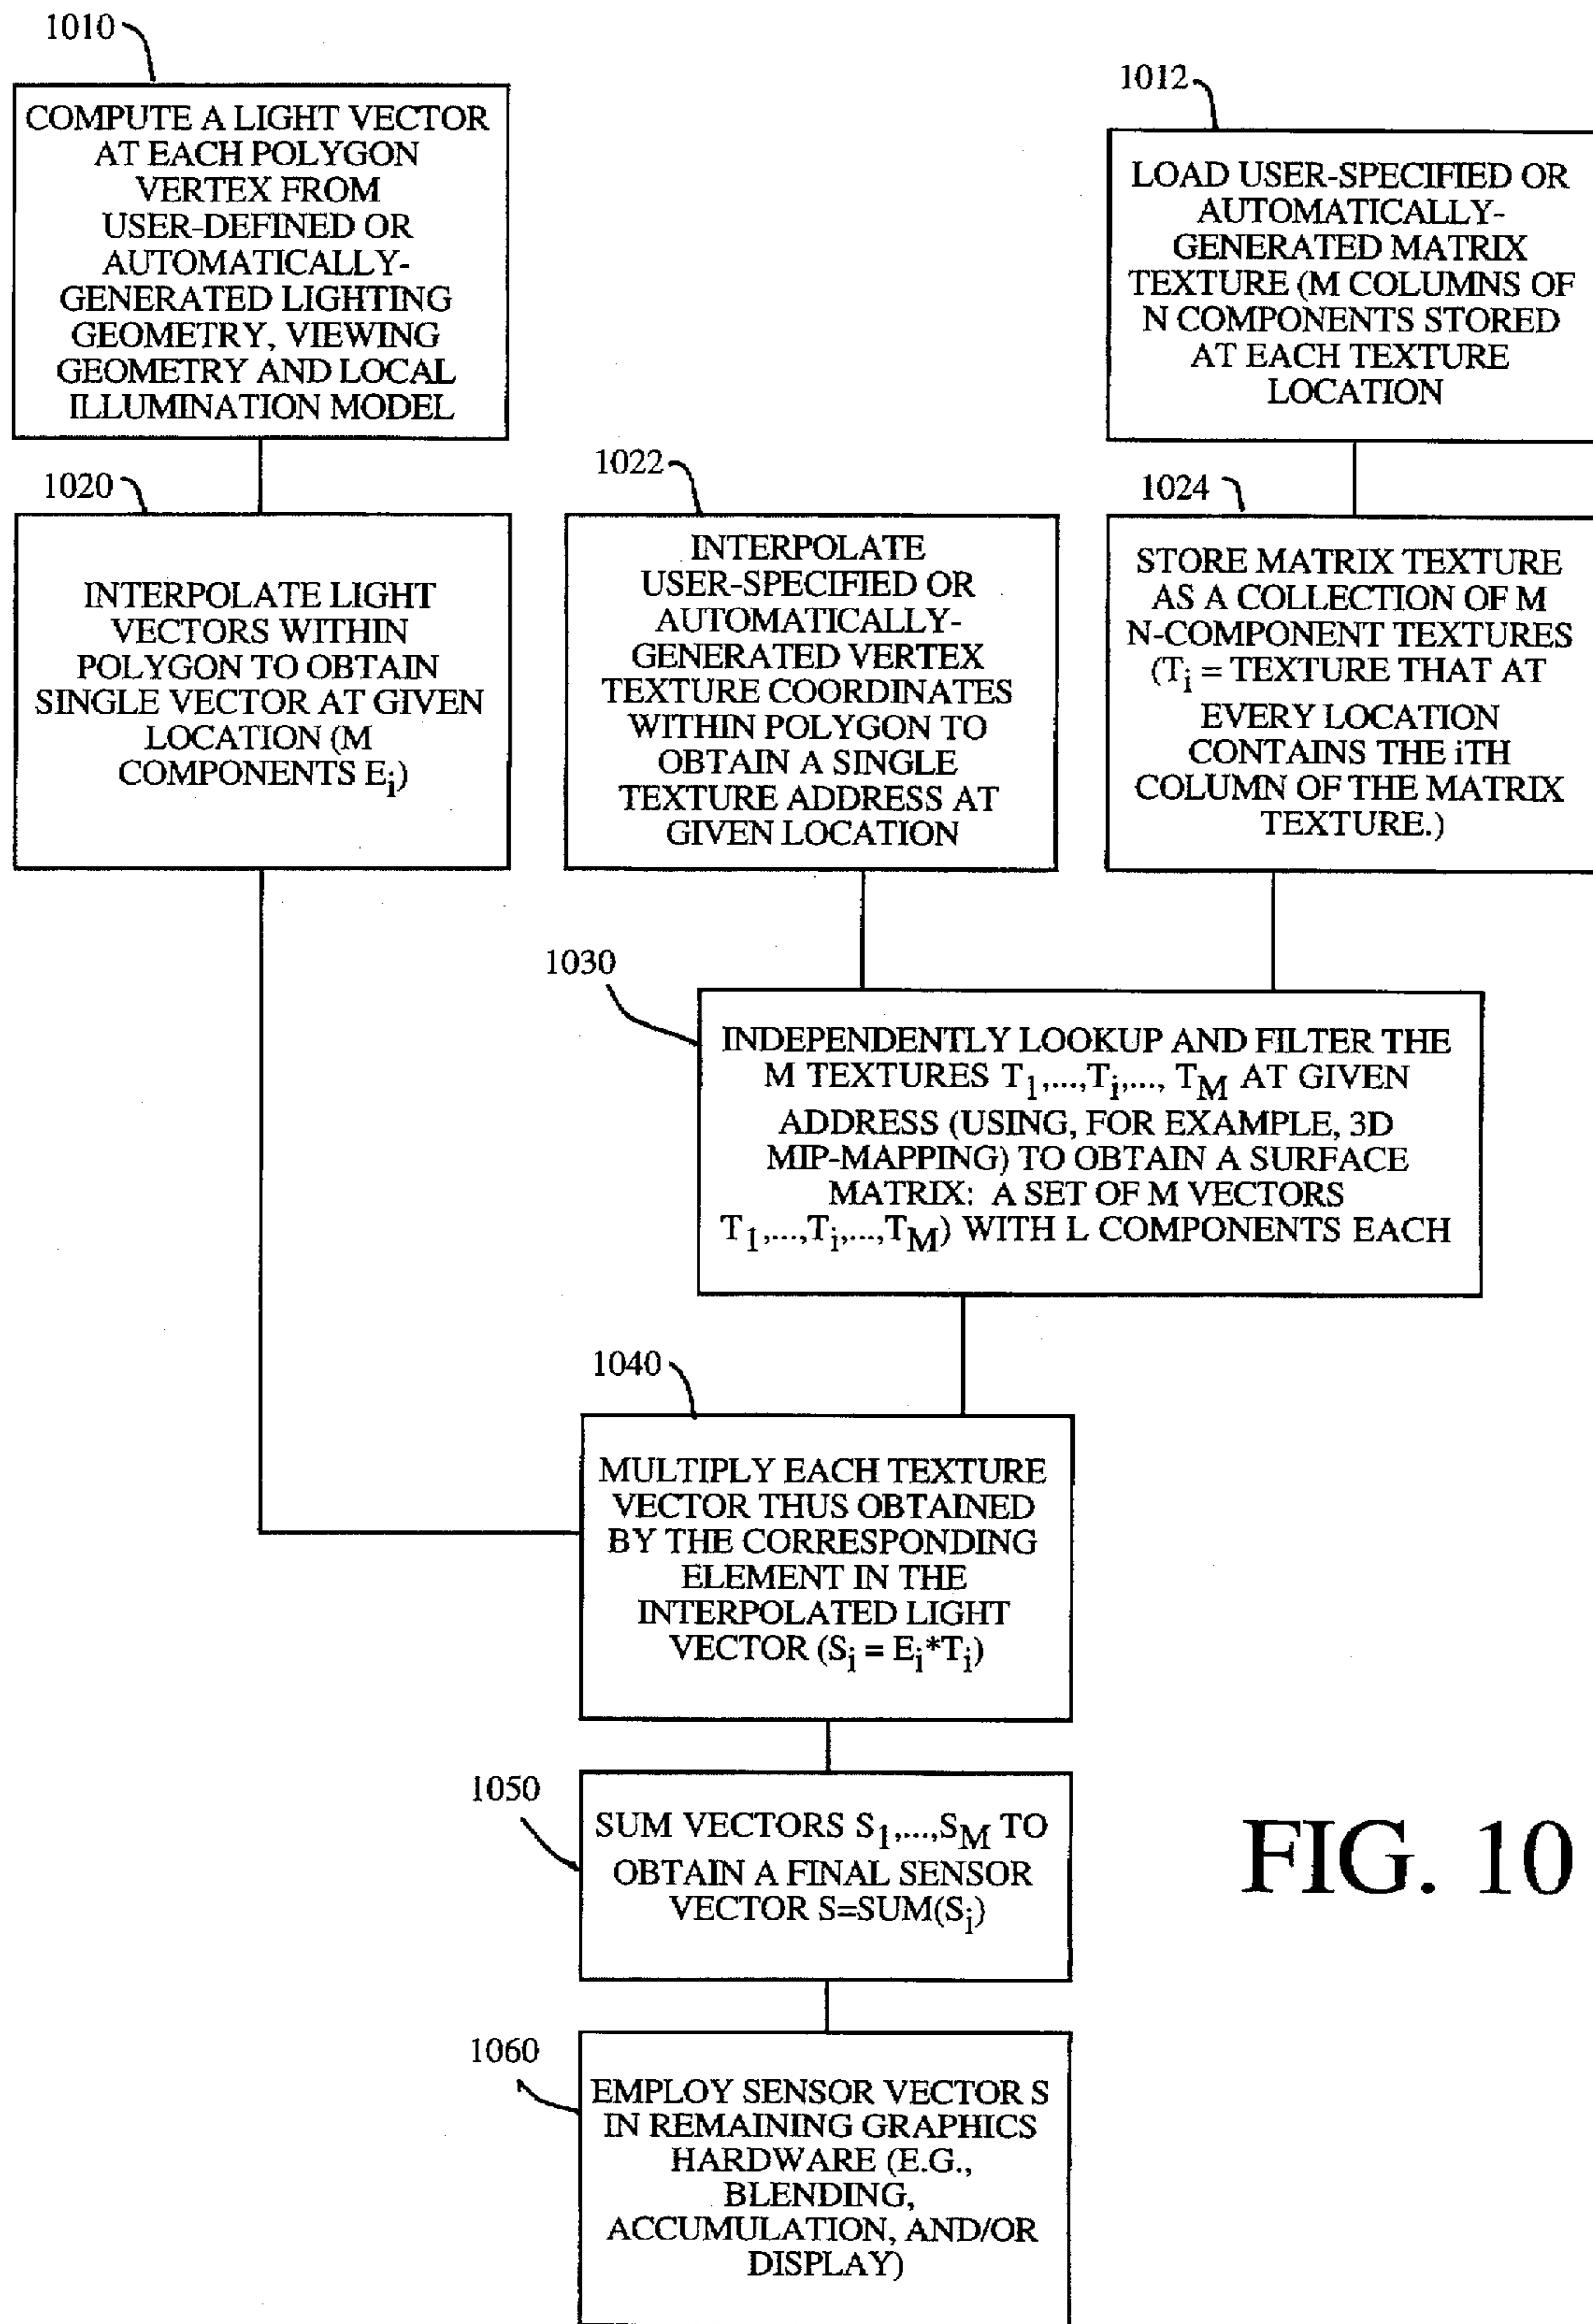 1010
COMPUTE A LIGHT VECTOR
AT EACH POLYGON
VERTEX FROM
USER-DEFINED OR
AUTOMATICALLY-
GENERATED LIGHTING
GEOMETRY, VIEWING
GEOMETRY AND LOCAL
ILLUMINATION MODEL
1012
LOAD USER-SPECIFIED OR
AUTOMATICALLY-
GENERATED MATRIX
TEXTURE (M COLUMNS OF
N COMPONENTS STORED
AT EACH TEXTURE
LOCATION
1020
INTERPOLATE LIGHT
VECTORS WITHIN
POLYGON TO OBTAIN
SINGLE VECTOR AT GIVEN
LOCATION (M
COMPONENTS Ei)
1022
INTERPOLATE
USER-SPECIFIED OR
AUTOMATICALLY-
GENERATED VERTEX
TEXTURE COORDINATES
WITHIN POLYGON TO
OBTAIN A SINGLE
TEXTURE ADDRESS AT
GIVEN LOCATION
1024
STORE MATRIX TEXTURE
AS A COLLECTION OF M
N-COMPONENT TEXTURES
(Ti = TEXTURE THAT AT
EVERY LOCATION
CONTAINS THE iTH
COLUMN OF THE MATRIX
TEXTURE.)
1030
INDEPENDENTLY LOOKUP AND FILTER THE
M TEXTURES T1,...,Ti,..., TM AT GIVEN
ADDRESS (USING, FOR EXAMPLE, 3D
MIP-MAPPING) TO OBTAIN A SURFACE
MATRIX: A SET OF M VECTORS
T1,...,Ti,...,TM) WITH L COMPONENTS EACH
1040
MULTIPLY EACH TEXTURE
VECTOR THUS OBTAINED
BY THE CORRESPONDING
ELEMENT IN THE
INTERPOLATED LIGHT
VECTOR (Si = Ei*Ti)
1050
SUM VECTORS S1,...,SM TO
OBTAIN A FINAL SENSOR
VECTOR S=SUM(Si)
FIG. 10
1060
EMPLOY SENSOR VECTOR S
IN REMAINING GRAPHICS
HARDWARE (E.G.,
BLENDING,
ACCUMULATION, AND/OR
DISPLAY)